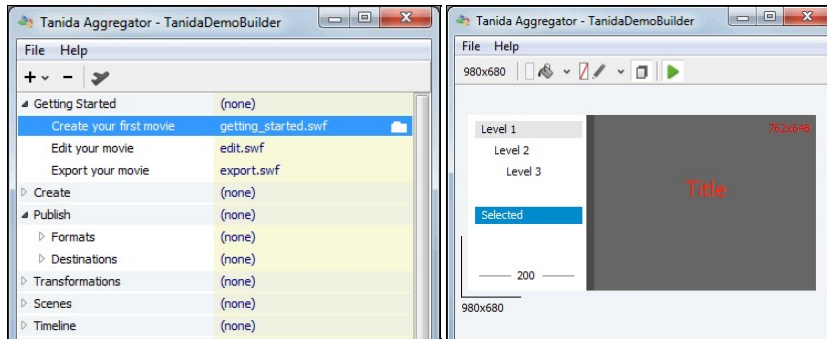 Tanida Aggregator - TanidaDemoBuilder
File Help
Getting Started (none)
Create your first movie getting_started.swf
Edit your movie edit.swf
Export your movie export.swf
Create (none)
Publish (none)
Formats (none)
Destinations (none)
Transformations (none)
Scenes (none)
Timeline (none)
Tanida Aggregator - TanidaDemoBuilder
File Help
980x680
Level 1
762x648
Level 2
Level 3
Title
Selected
200
980x680